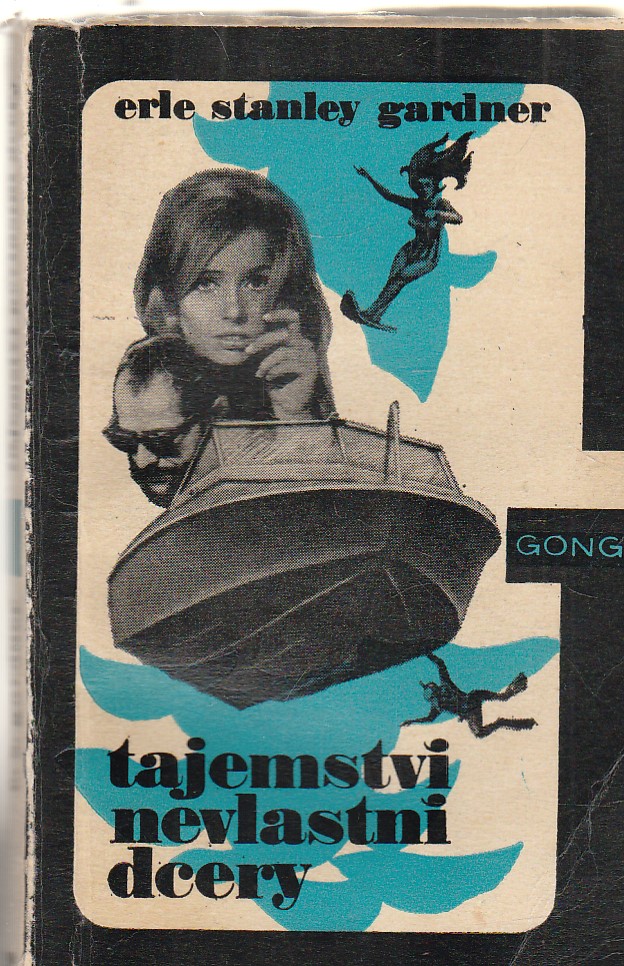 erle stanley gardner
GONG
tajemství
nevlastní
dcery